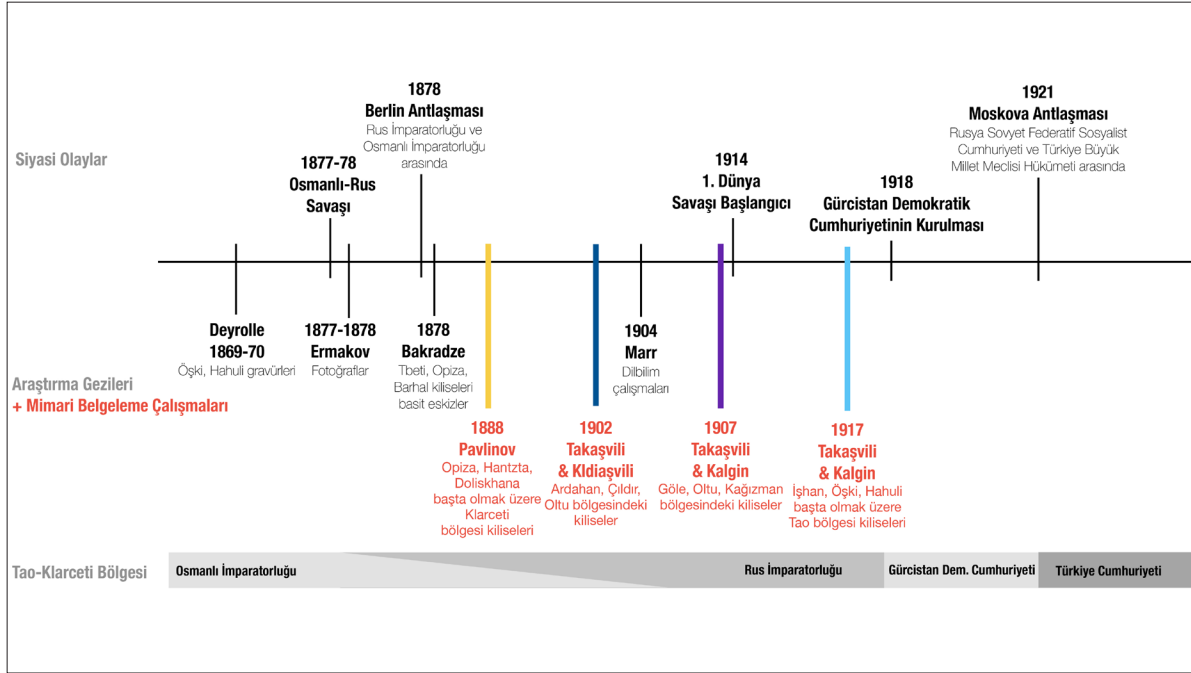 Siyasi Olaylar
1877-78
Osmanlı-Rus
Savaşı
1878
Berlin Antlaşması
Rus İmparatorluğu ve
Osmanlı İmparatorluğu
arasında
1914
1. Dünya
Savaşı Başlangıcı
1918
Gürcistan Demokratik
Cumhuriyetinin Kurulması
1921
Moskova Antlaşması
Rusya Sovyet Federatif Sosyalist
Cumhuriyeti ve Türkiye Büyük
Millet Meclisi Hükümeti arasında
Araştırma Gezileri
+ Mimari Belgeleme Çalışmaları
Deyrolle
1869-70
Öşki, Hahuli gravürleri
1877-1878
Ermakov
Fotoğraflar
1878
Bakradze
Tbeti, Opiza,
Barhal kiliseleri
basit eskizler
1888
Pavlinov
Opiza, Hantzta,
Doliskhana
başta olmak üzere
Klarceti
bölgesi kiliseleri
1902
Takaşvili
& Kldiaşvili
Ardahan, Çıldır,
Oltu bölgesindeki
kiliseler
1904
Marr
Dilbilim
çalışmaları
1907
Takaşvili
& Kalgin
Göle, Oltu, Kağızman
bölgesindeki kiliseler
1917
Takaşvili
& Kalgin
İşhan, Öşki, Hahuli
başta olmak üzere
Tao bölgesi kiliseleri
Tao-Klarceti Bölgesi
Osmanlı İmparatorluğu
Rus İmparatorluğu
Gürcistan Dem. Cumhuriyeti
Türkiye Cumhuriyeti